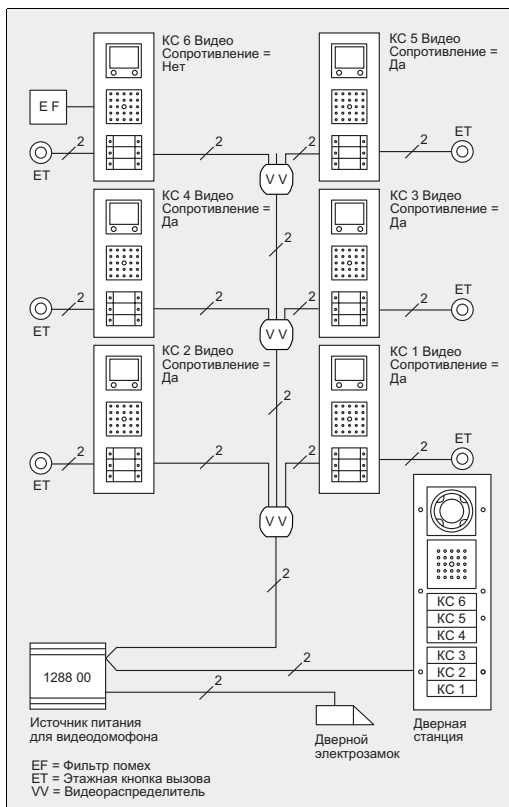 КС 6 Видео
Сопротивление =
Нет
КС 5 Видео
Сопротивление =
Да
E F
2
2
2
2
ET
ET
V V
КС 4 Видео
Сопротивление =
Да
КС 3 Видео
Сопротивление =
Да
2
2
2
2
2
ET
ET
V V
КС 2 Видео
Сопротивление =
Да
КС 1 Видео
Сопротивление =
Да
2
2
2
2
2
ET
ET
V V
2
КС 6
КС 5
КС 4
КС 3
КС 2
КС 1
1288 00
2
2
Источник питания
для видеодомофона
Дверной
электрозамок
Дверная
станция
EF = Фильтр помех
ET = Этажная кнопка вызова
VV = Видеораспределитель